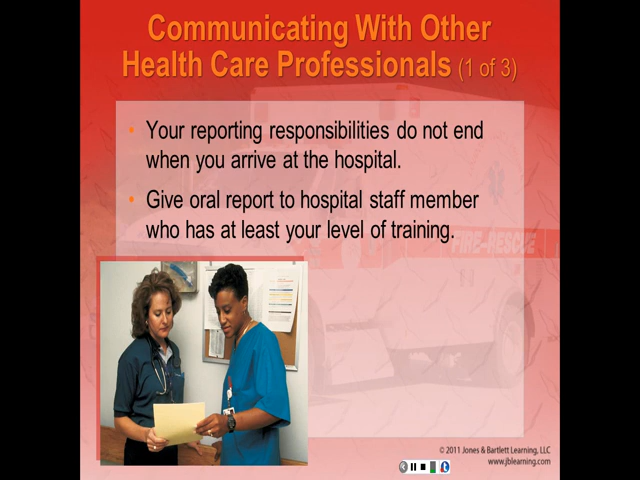 Communicating With Other
Health Care Professionals (1 of 3)
• Your reporting responsibilities do not end
when you arrive at the hospital.
• Give oral report to hospital staff member
who has at least your level of training.
FIRE-RESCUE
© 2011 Jones & Bartlett Learning, LLC
www.jblearning.com